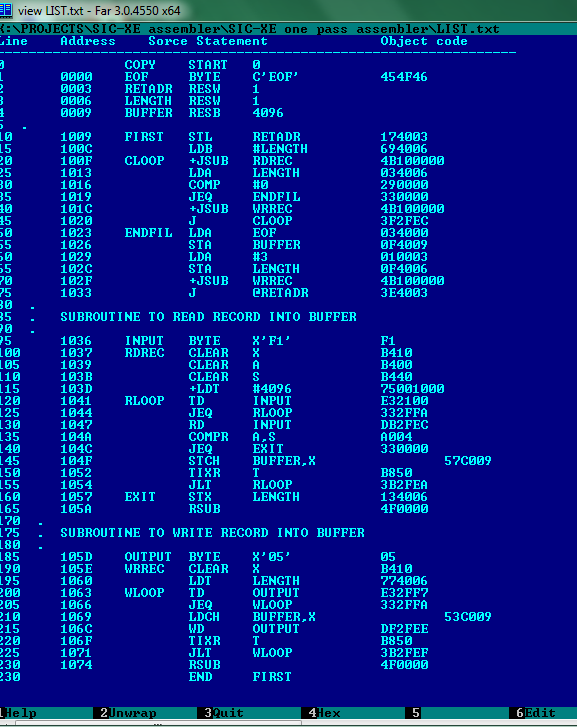 view LIST.txt - Far 3.0.4550 x64
K:\PROJECTS\SIC-XE assembler\SIC-XE one pass assembler\LIST.txt
Line Address Sorce Statement Object code
0 COPY START 0
1 0000 EOF BYTE C'EOF' 454F46
2 0003 RETADR RESW 1
3 0006 LENGTH RESW 1
4 0009 BUFFER RESB 4096
5 .
10 1009 FIRST STL RETADR 174003
15 100C LDB #LENGTH 694006
20 100F CLOOP +JSUB RDREC 4B100000
25 1013 LDA LENGTH 034006
30 1016 COMP #0 290000
35 1019 JEQ ENDFIL 330000
40 101C +JSUB WRREC 4B100000
45 1020 J CLOOP 3F2FEC
50 1023 ENDFIL LDA EOF 034000
55 1026 STA BUFFER 0F4009
60 1029 LDA #3 010003
65 102C STA LENGTH 0F4006
70 102F +JSUB WRREC 4B100000
75 1033 J @RETADR 3E4003
80 .
85 . SUBROUTINE TO READ RECORD INTO BUFFER
90 .
95 1036 INPUT BYTE X'F1' F1
100 1037 RDREC CLEAR X B410
105 1039 CLEAR A B400
110 103B CLEAR S B440
115 103D +LDT #4096 75001000
120 1041 RLOOP TD INPUT E32100
125 1044 JEQ RLOOP 332FFA
130 1047 RD INPUT DB2FEC
135 104A COMPR A,S A004
140 104C JEQ EXIT 330000
145 104F STCH BUFFER,X 57C009
150 1052 TIXR T B850
155 1054 JLT RLOOP 3B2FEA
160 1057 EXIT STX LENGTH 134006
165 105A RSUB 4F0000
170 .
175 . SUBROUTINE TO WRITE RECORD INTO BUFFER
180 .
185 105D OUTPUT BYTE X'05' 05
190 105E WRREC CLEAR X B410
195 1060 LDT LENGTH 774006
200 1063 WLOOP TD OUTPUT E32FF7
205 1066 JEQ WLOOP 332FFA
210 1069 LDCH BUFFER,X 53C009
215 106C WD OUTPUT DF2FEE
220 106F TIXR T B850
225 1071 JLT WLOOP 3B2FEF
230 1074 RSUB 4F0000
230 END FIRST
1Help 2Unwrap 3Quit 4Hex 5 6Edit